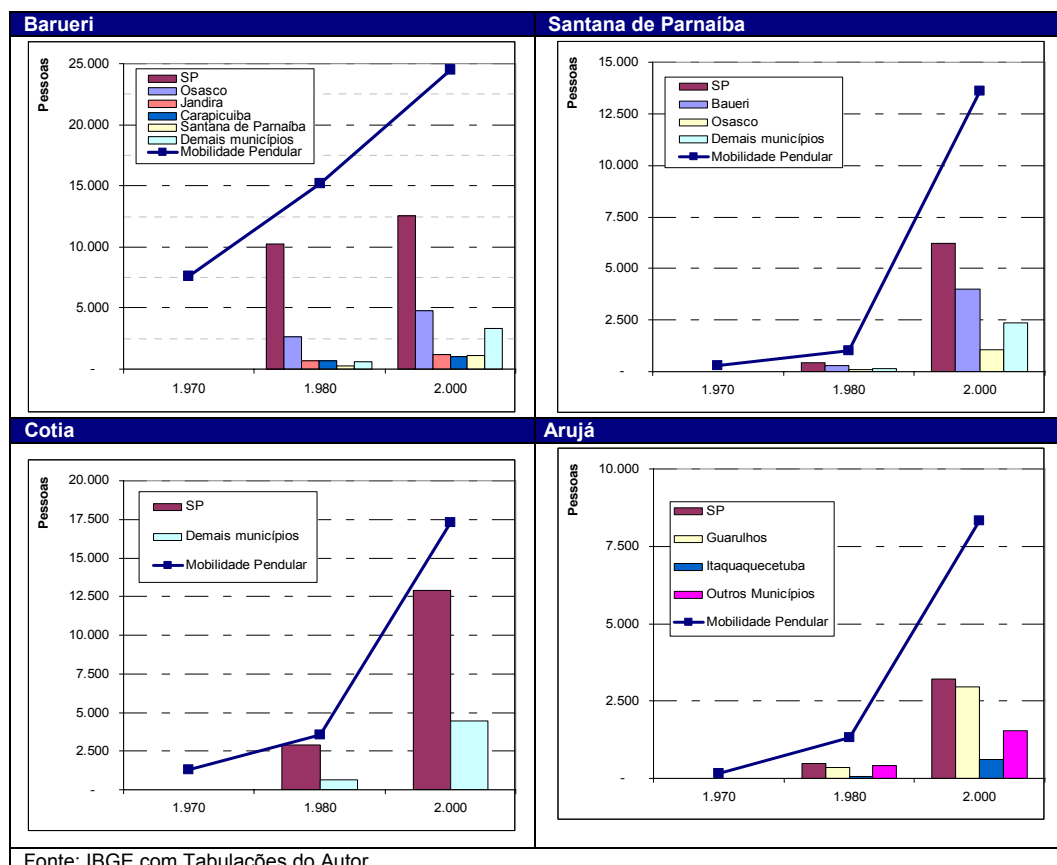 Barueri
Pessoas
25.000
20.000
15.000
10.000
5.000
-
SP
Osasco
Jandira
Carapicuiba
Santana de Parnaíba
Demais municípios
Mobilidade Pendular
1.970 1.980 2.000
Santana de Parnaíba
Pessoas
15.000
12.500
10.000
7.500
5.000
2.500
-
SP
Baueri
Osasco
Demais municípios
Mobilidade Pendular
1.970 1.980 2.000
Cotia
Pessoas
20.000
17.500
15.000
12.500
10.000
7.500
5.000
2.500
-
SP
Demais municípios
Mobilidade Pendular
1.970 1.980 2.000
Arujá
Pessoas
10.000
7.500
5.000
2.500
-
SP
Guarulhos
Itaquaquecetuba
Outros Municípios
Mobilidade Pendular
1.970 1.980 2.000
Fonte: IBGE com Tabulações do Autor